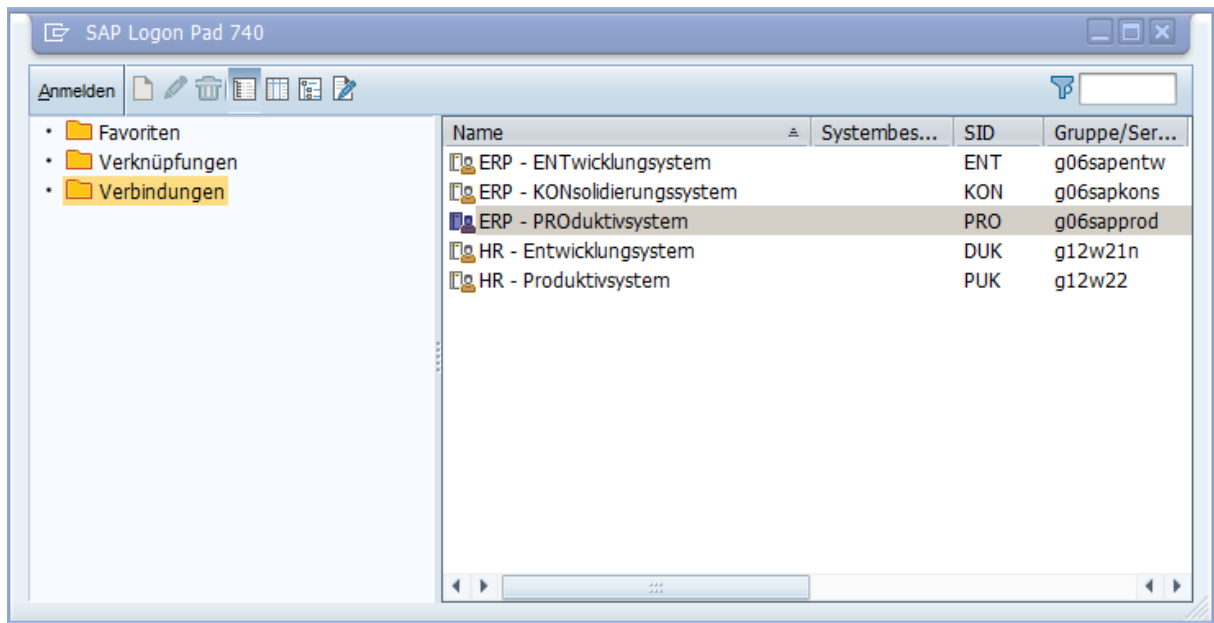 SAP Logon Pad 740
Anmelden
Favoriten
Verknüpfungen
Verbindungen
Name Systembes... SID Gruppe/Ser...
ERP - ENTwicklungsystem ENT g06sapentw
ERP - KONsolidierungssystem KON g06sapkons
ERP - PROduktivsystem PRO g06sapprod
HR - Entwicklungsystem DUK g12w21n
HR - Produktivsystem PUK g12w22